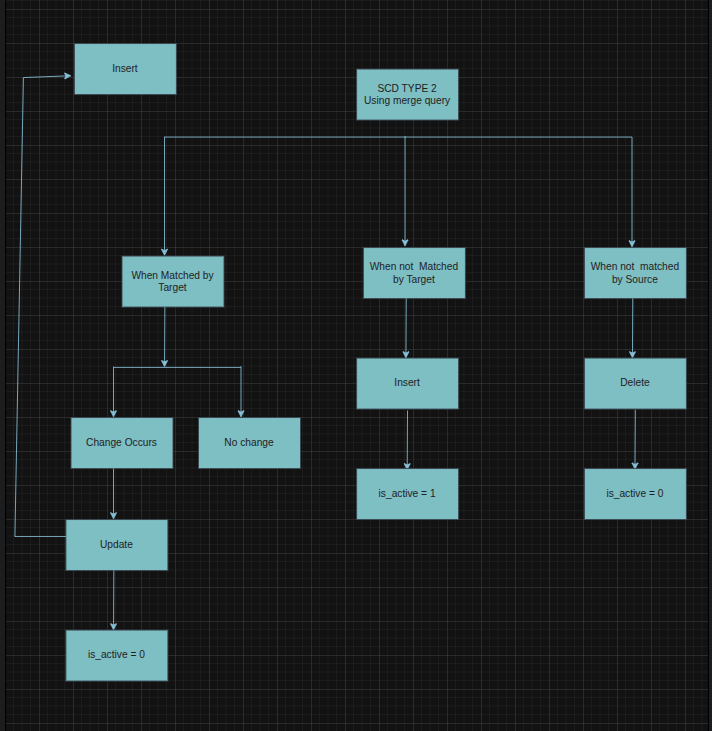 Insert
SCD TYPE 2
Using merge query
When Matched by
Target
When not  Matched
by Target
When not  matched
by Source
Insert
Delete
Change Occurs
No change
is_active = 1
is_active = 0
Update
is_active = 0